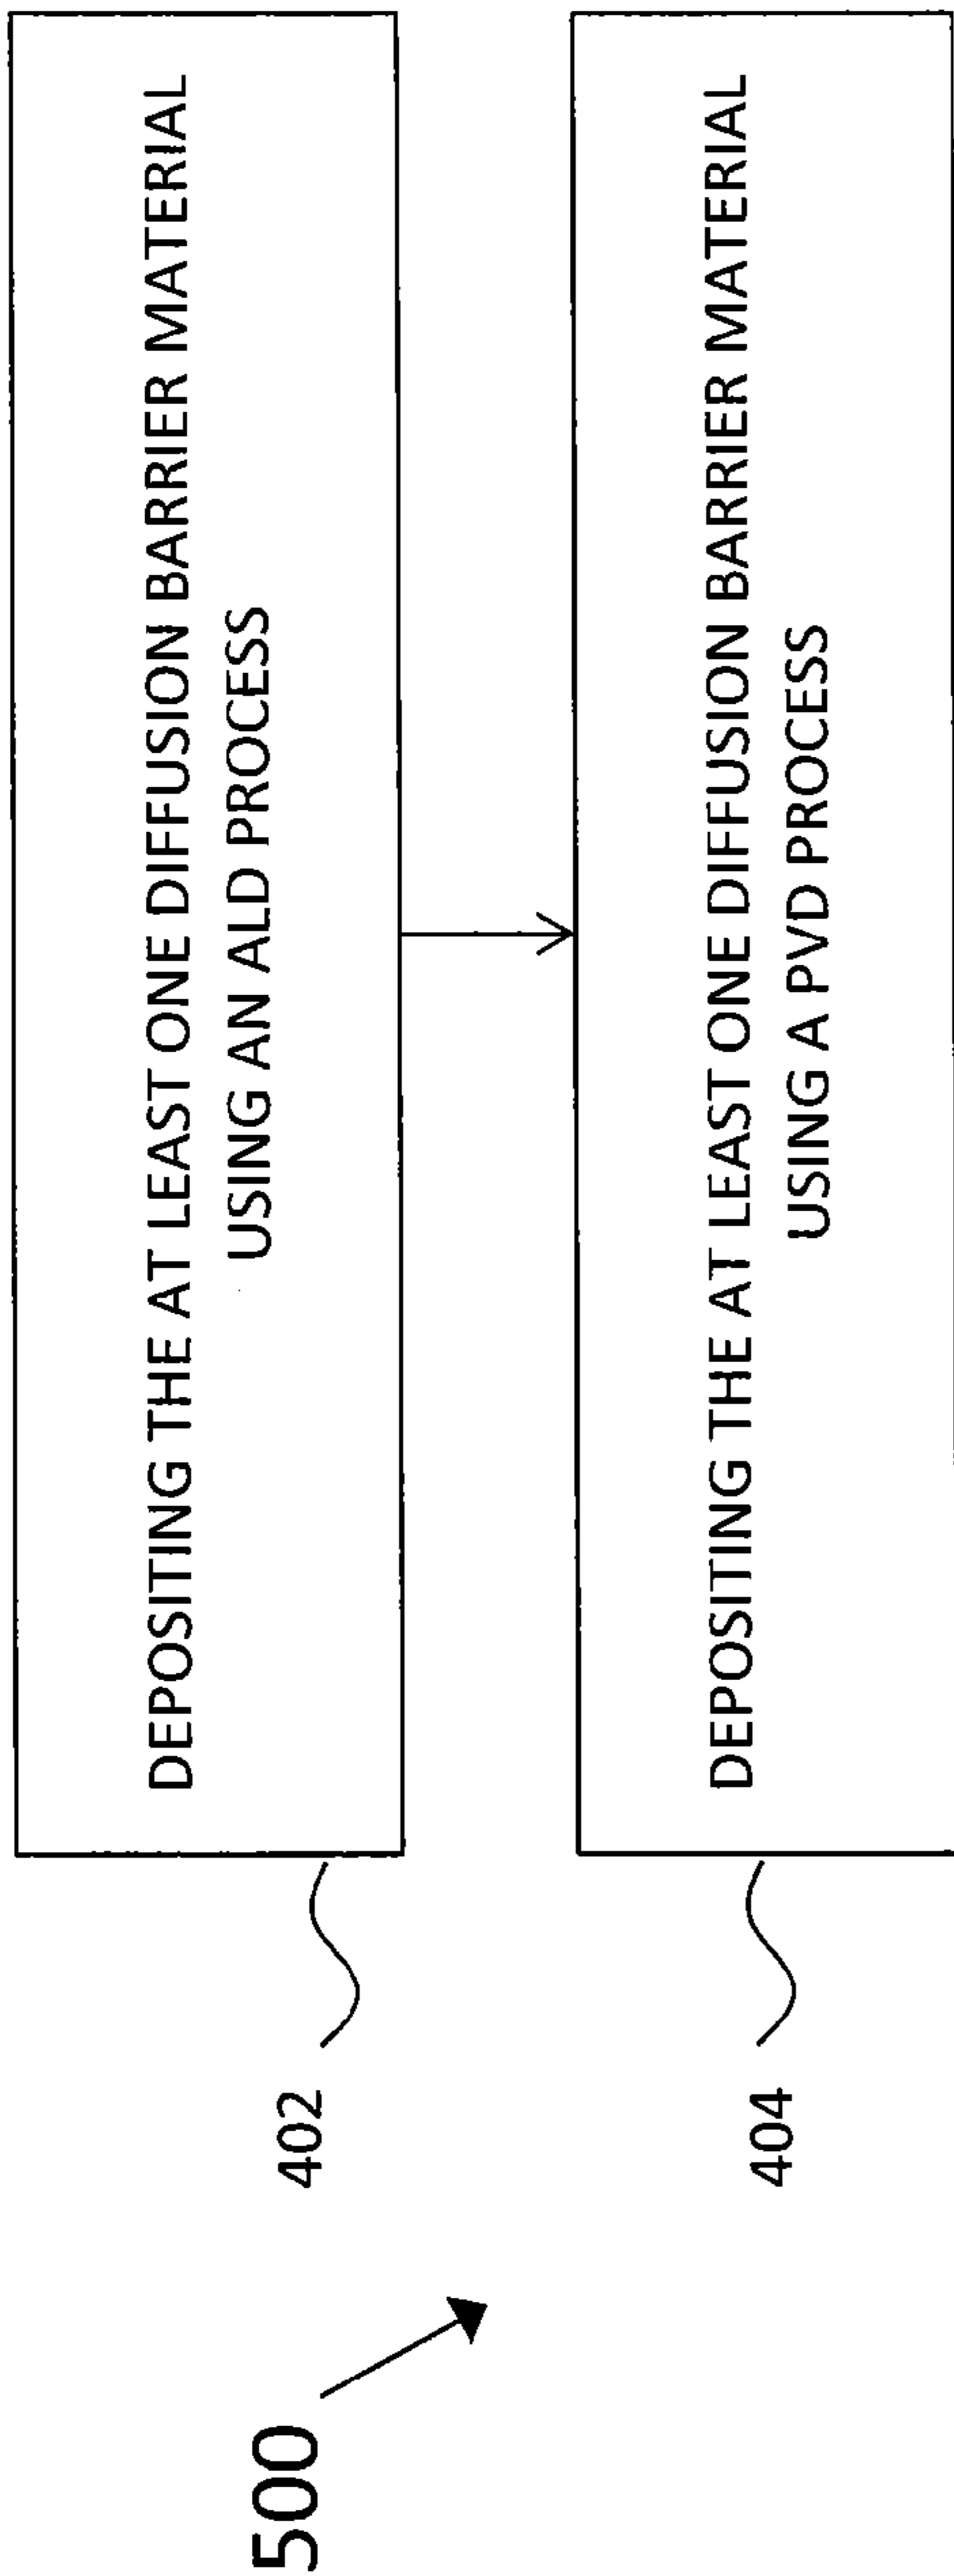 500
402
DEPOSITING THE AT LEAST ONE DIFFUSION BARRIER MATERIAL
USING AN ALD PROCESS
404
DEPOSITING THE AT LEAST ONE DIFFUSION BARRIER MATERIAL
USING A PVD PROCESS